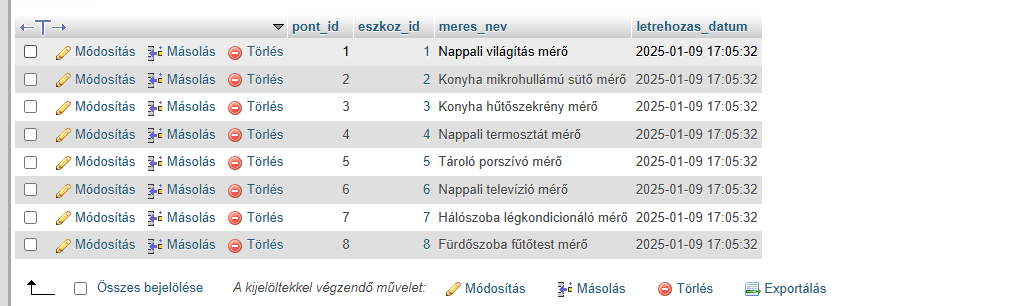 pont_id eszkoz_id meres_nev letrehozas_datum
Módosítás Másolás Törlés 1 1 Nappali világítás mérő 2025-01-09 17:05:32
Módosítás Másolás Törlés 2 2 Konyha mikrohullámú sütő mérő 2025-01-09 17:05:32
Módosítás Másolás Törlés 3 3 Konyha hűtőszekrény mérő 2025-01-09 17:05:32
Módosítás Másolás Törlés 4 4 Nappali termosztát mérő 2025-01-09 17:05:32
Módosítás Másolás Törlés 5 5 Tároló porszívó mérő 2025-01-09 17:05:32
Módosítás Másolás Törlés 6 6 Nappali televízió mérő 2025-01-09 17:05:32
Módosítás Másolás Törlés 7 7 Hálószoba légkondicionáló mérő 2025-01-09 17:05:32
Módosítás Másolás Törlés 8 8 Fürdőszoba fűtőtest mérő 2025-01-09 17:05:32
Összes bejelölése A kijelöltekkel végzendő művelet: Módosítás Másolás Törlés Exportálás